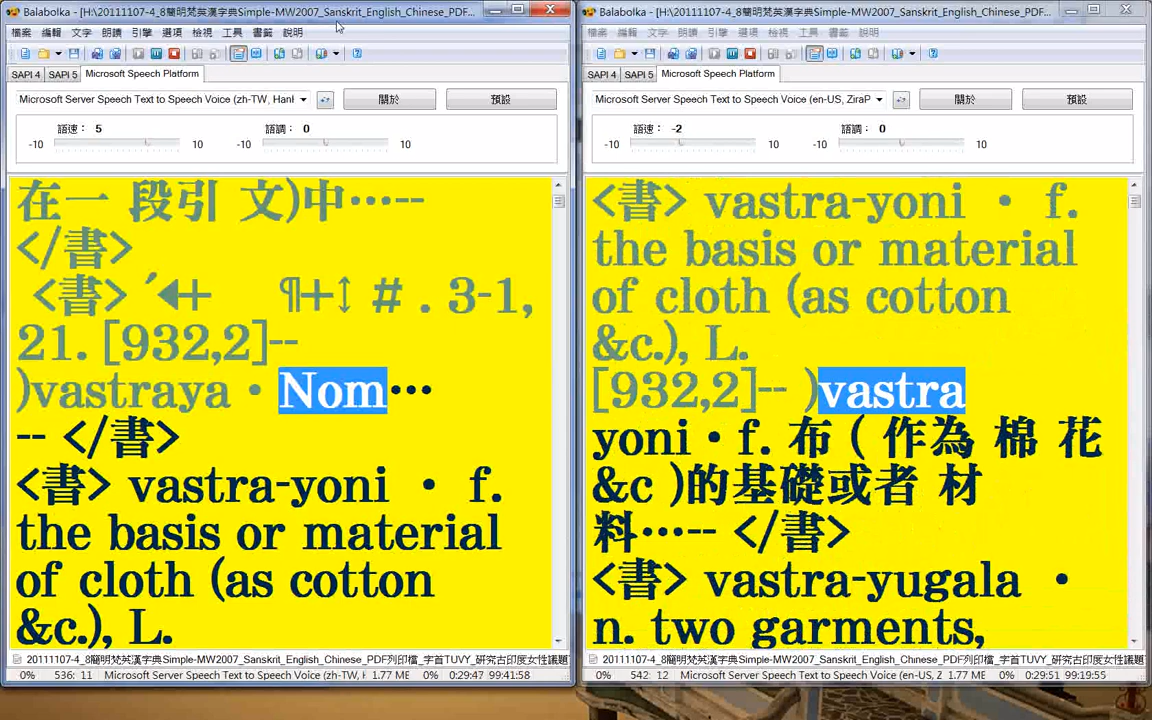 Balabolka - [H:\20111107-4_8簡明梵英漢字典Simple-MW2007_Sanskrit_English_Chinese_PDF...
檔案 編輯 文字 朗讀 引擎 選項 檢視 工具 書籤 說明
SAPI 4 SAPI 5 Microsoft Speech Platform
Microsoft Server Speech Text to Speech Voice (zh-TW, HanI 關於 預設
語速： 5 語調： 0
-10 10 -10 10
在一 段引 文)中…--
</書>
<書> ´◀+ ¶+↕ # . 3-1,
21. [932,2]--
)vastraya • Nom…
-- </書>
<書> vastra-yoni • f.
the basis or material
of cloth (as cotton
&c.), L.
20111107-4_8簡明梵英漢字典Simple-MW2007_Sanskrit_English_Chinese_PDF列印檔_字首TUVY_研究古印度女性議題
0% 536: 11 Microsoft Server Speech Text to Speech Voice (zh-TW, H 1.77 ME 0% 0:29:47 99:41:58
Balabolka - [H:\20111107-4_8簡明梵英漢字典Simple-MW2007_Sanskrit_English_Chinese_PDF...
檔案 編輯 文字 朗讀 引擎 選項 檢視 工具 書籤 說明
SAPI 4 SAPI 5 Microsoft Speech Platform
Microsoft Server Speech Text to Speech Voice (en-US, ZiraP 關於 預設
語速： -2 語調： 0
-10 10 -10 10
<書> vastra-yoni • f.
the basis or material
of cloth (as cotton
&c.), L.
[932,2]-- )vastra
yoni • f. 布 ( 作為 棉 花
&c )的基礎或者 材
料…-- </書>
<書> vastra-yugala •
n. two garments,
20111107-4_8簡明梵英漢字典Simple-MW2007_Sanskrit_English_Chinese_PDF列印檔_字首TUVY_研究古印度女性議題
0% 542: 12 Microsoft Server Speech Text to Speech Voice (en-US, Z 1.77 ME 0% 0:29:51 99:19:55